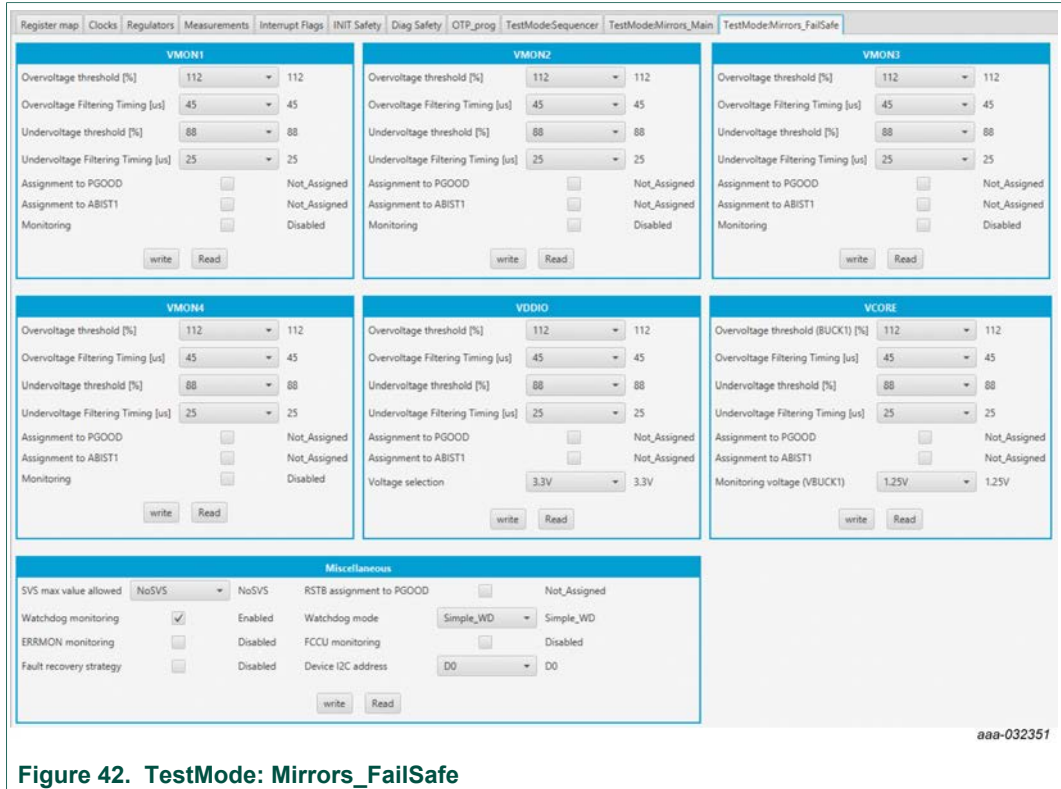 Register map Clocks Regulators Measurements Interrupt Flags INIT Safety Diag Safety OTP_prog TestMode:Sequencer TestMode:Mirrors_Main TestMode:Mirrors_FailSafe
VMON1
Overvoltage threshold [%] 112 112
Overvoltage Filtering Timing [us] 45 45
Undervoltage threshold [%] 88 88
Undervoltage Filtering Timing [us] 25 25
Assignment to PGOOD Not_Assigned
Assignment to ABIST1 Not_Assigned
Monitoring Disabled
write Read
VMON2
Overvoltage threshold [%] 112 112
Overvoltage Filtering Timing [us] 45 45
Undervoltage threshold [%] 88 88
Undervoltage Filtering Timing [us] 25 25
Assignment to PGOOD Not_Assigned
Assignment to ABIST1 Not_Assigned
Monitoring Disabled
write Read
VMON3
Overvoltage threshold [%] 112 112
Overvoltage Filtering Timing [us] 45 45
Undervoltage threshold [%] 88 88
Undervoltage Filtering Timing [us] 25 25
Assignment to PGOOD Not_Assigned
Assignment to ABIST1 Not_Assigned
Monitoring Disabled
write Read
VMON4
Overvoltage threshold [%] 112 112
Overvoltage Filtering Timing [us] 45 45
Undervoltage threshold [%] 88 88
Undervoltage Filtering Timing [us] 25 25
Assignment to PGOOD Not_Assigned
Assignment to ABIST1 Not_Assigned
Monitoring Disabled
write Read
VDDIO
Overvoltage threshold [%] 112 112
Overvoltage Filtering Timing [us] 45 45
Undervoltage threshold [%] 88 88
Undervoltage Filtering Timing [us] 25 25
Assignment to PGOOD Not_Assigned
Assignment to ABIST1 Not_Assigned
Voltage selection 3.3V 3.3V
write Read
VCORE
Overvoltage threshold (BUCK1) [%] 112 112
Overvoltage Filtering Timing [us] 45 45
Undervoltage threshold [%] 88 88
Undervoltage Filtering Timing [us] 25 25
Assignment to PGOOD Not_Assigned
Assignment to ABIST1 Not_Assigned
Monitoring voltage (VBUCK1) 1.25V 1.25V
write Read
Miscellaneous
SVS max value allowed NoSVS NoSVS RSTB assignment to PGOOD Not_Assigned
Watchdog monitoring Enabled Watchdog mode Simple_WD Simple_WD
ERRMON monitoring Disabled FCCU monitoring Disabled
Fault recovery strategy Disabled Device I2C address D0 D0
write Read
aaa-032351
Figure 42. TestMode: Mirrors_FailSafe